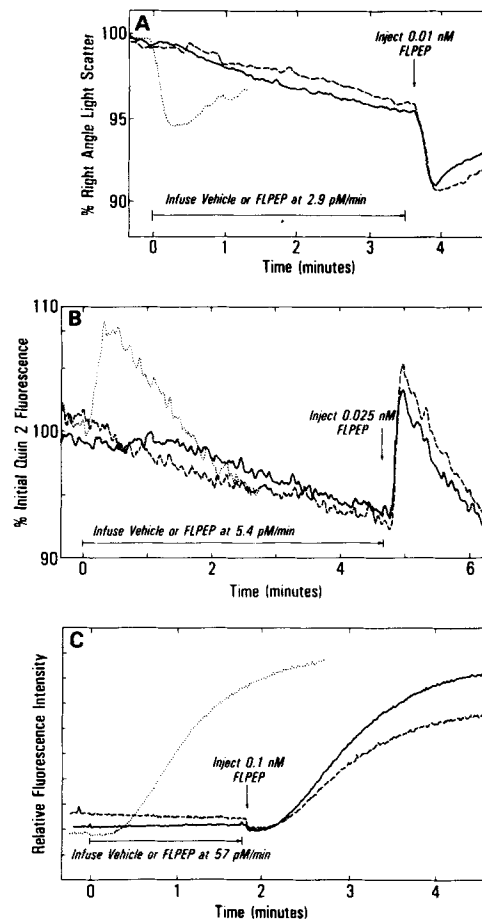 A
% Right Angle Light Scatter
100
95
90
Inject 0.01 nM
FLPEP
Infuse Vehicle or FLPEP at 2.9 pM/min
0
1
2
3
4
Time (minutes)
B
% Initial Quin 2 Fluorescence
110
100
90
Inject 0.025 nM
FLPEP
Infuse Vehicle or FLPEP at 5.4 pM/min
0
2
4
6
Time (minutes)
C
Relative Fluorescence Intensity
Inject 0.1 nM
FLPEP
Infuse Vehicle or FLPEP at 57 pM/min
0
1
2
3
4
Time (minutes)